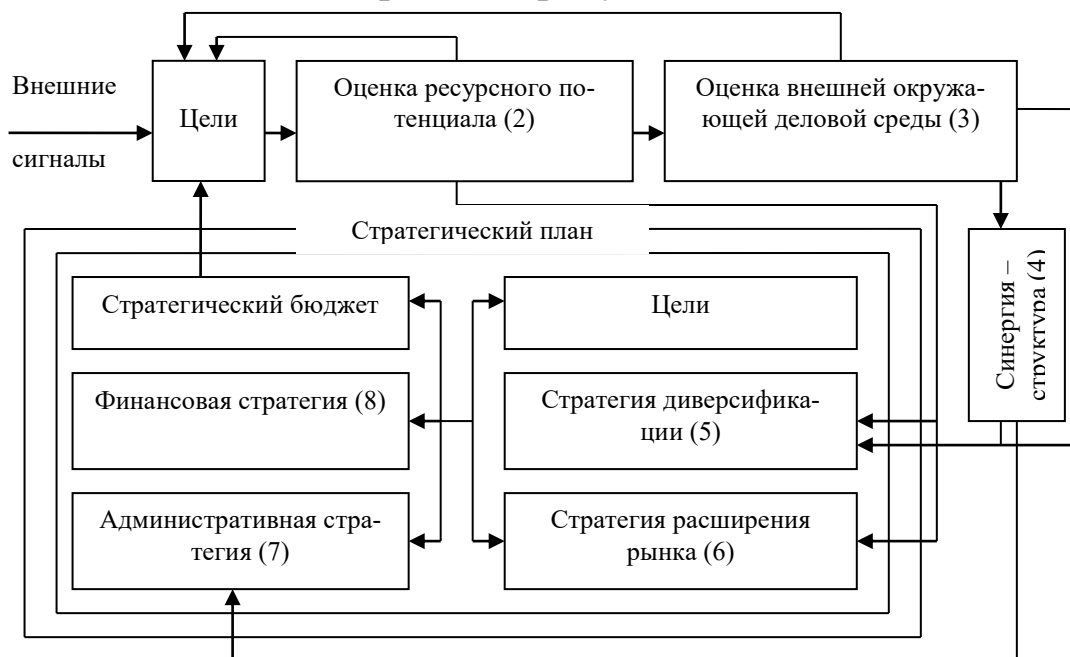 Внешние
сигналы
Цели
Оценка ресурсного по-
тенциала (2)
Оценка внешней окружа-
ющей деловой среды (3)
Синергия –
структура (4)
Стратегический план
Стратегический бюджет
Цели
Финансовая стратегия (8)
Стратегия диверсифика-
ции (5)
Административная стра-
тегия (7)
Стратегия расширения
рынка (6)